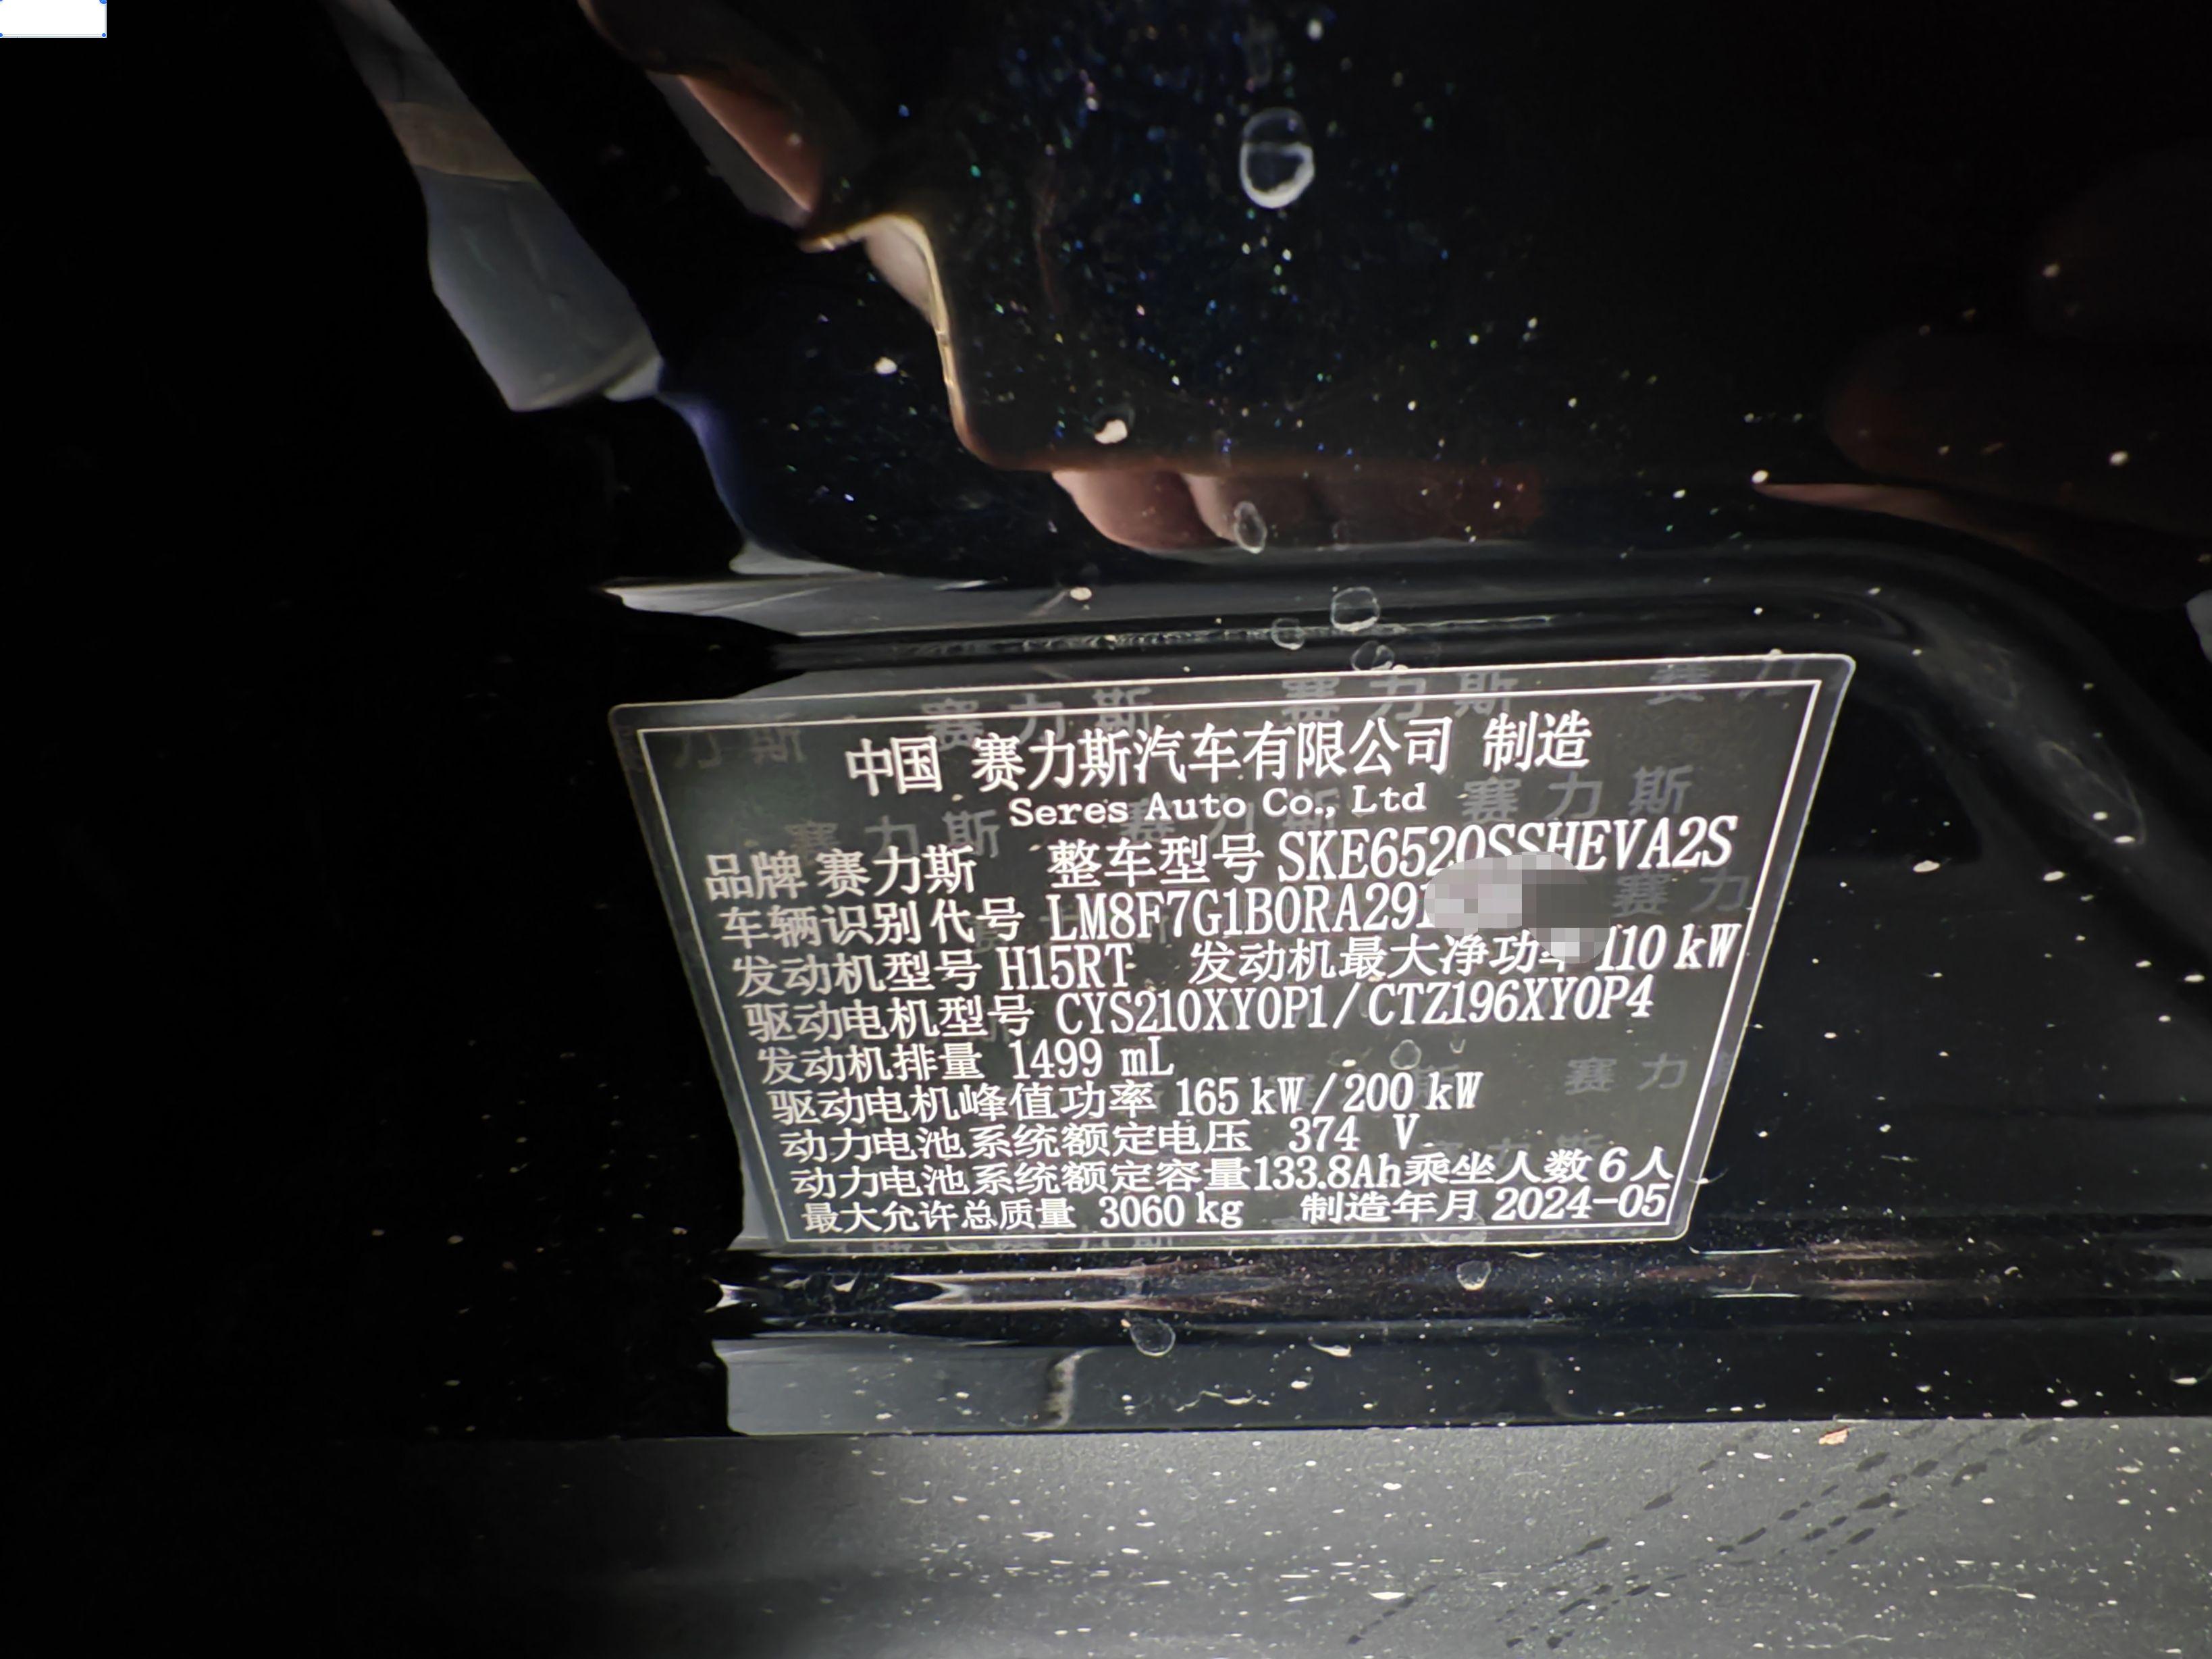 中国 赛力斯汽车有限公司 制造
Seres Auto Co., Ltd
品牌 赛力斯 整车型号 SKE6520SSHEVA2S
车辆识别代号 LM8F7G1B0RA291
发动机型号 H15RT 发动机最大净功率 110 kW
驱动电机型号 CYS210XY0P1/CTZ196XY0P4
发动机排量 1499 mL
驱动电机峰值功率 165 kW/200 kW
动力电池系统额定电压 374 V
动力电池系统额定容量133.8Ah乘坐人数6人
最大允许总质量 3060 kg 制造年月 2024-05